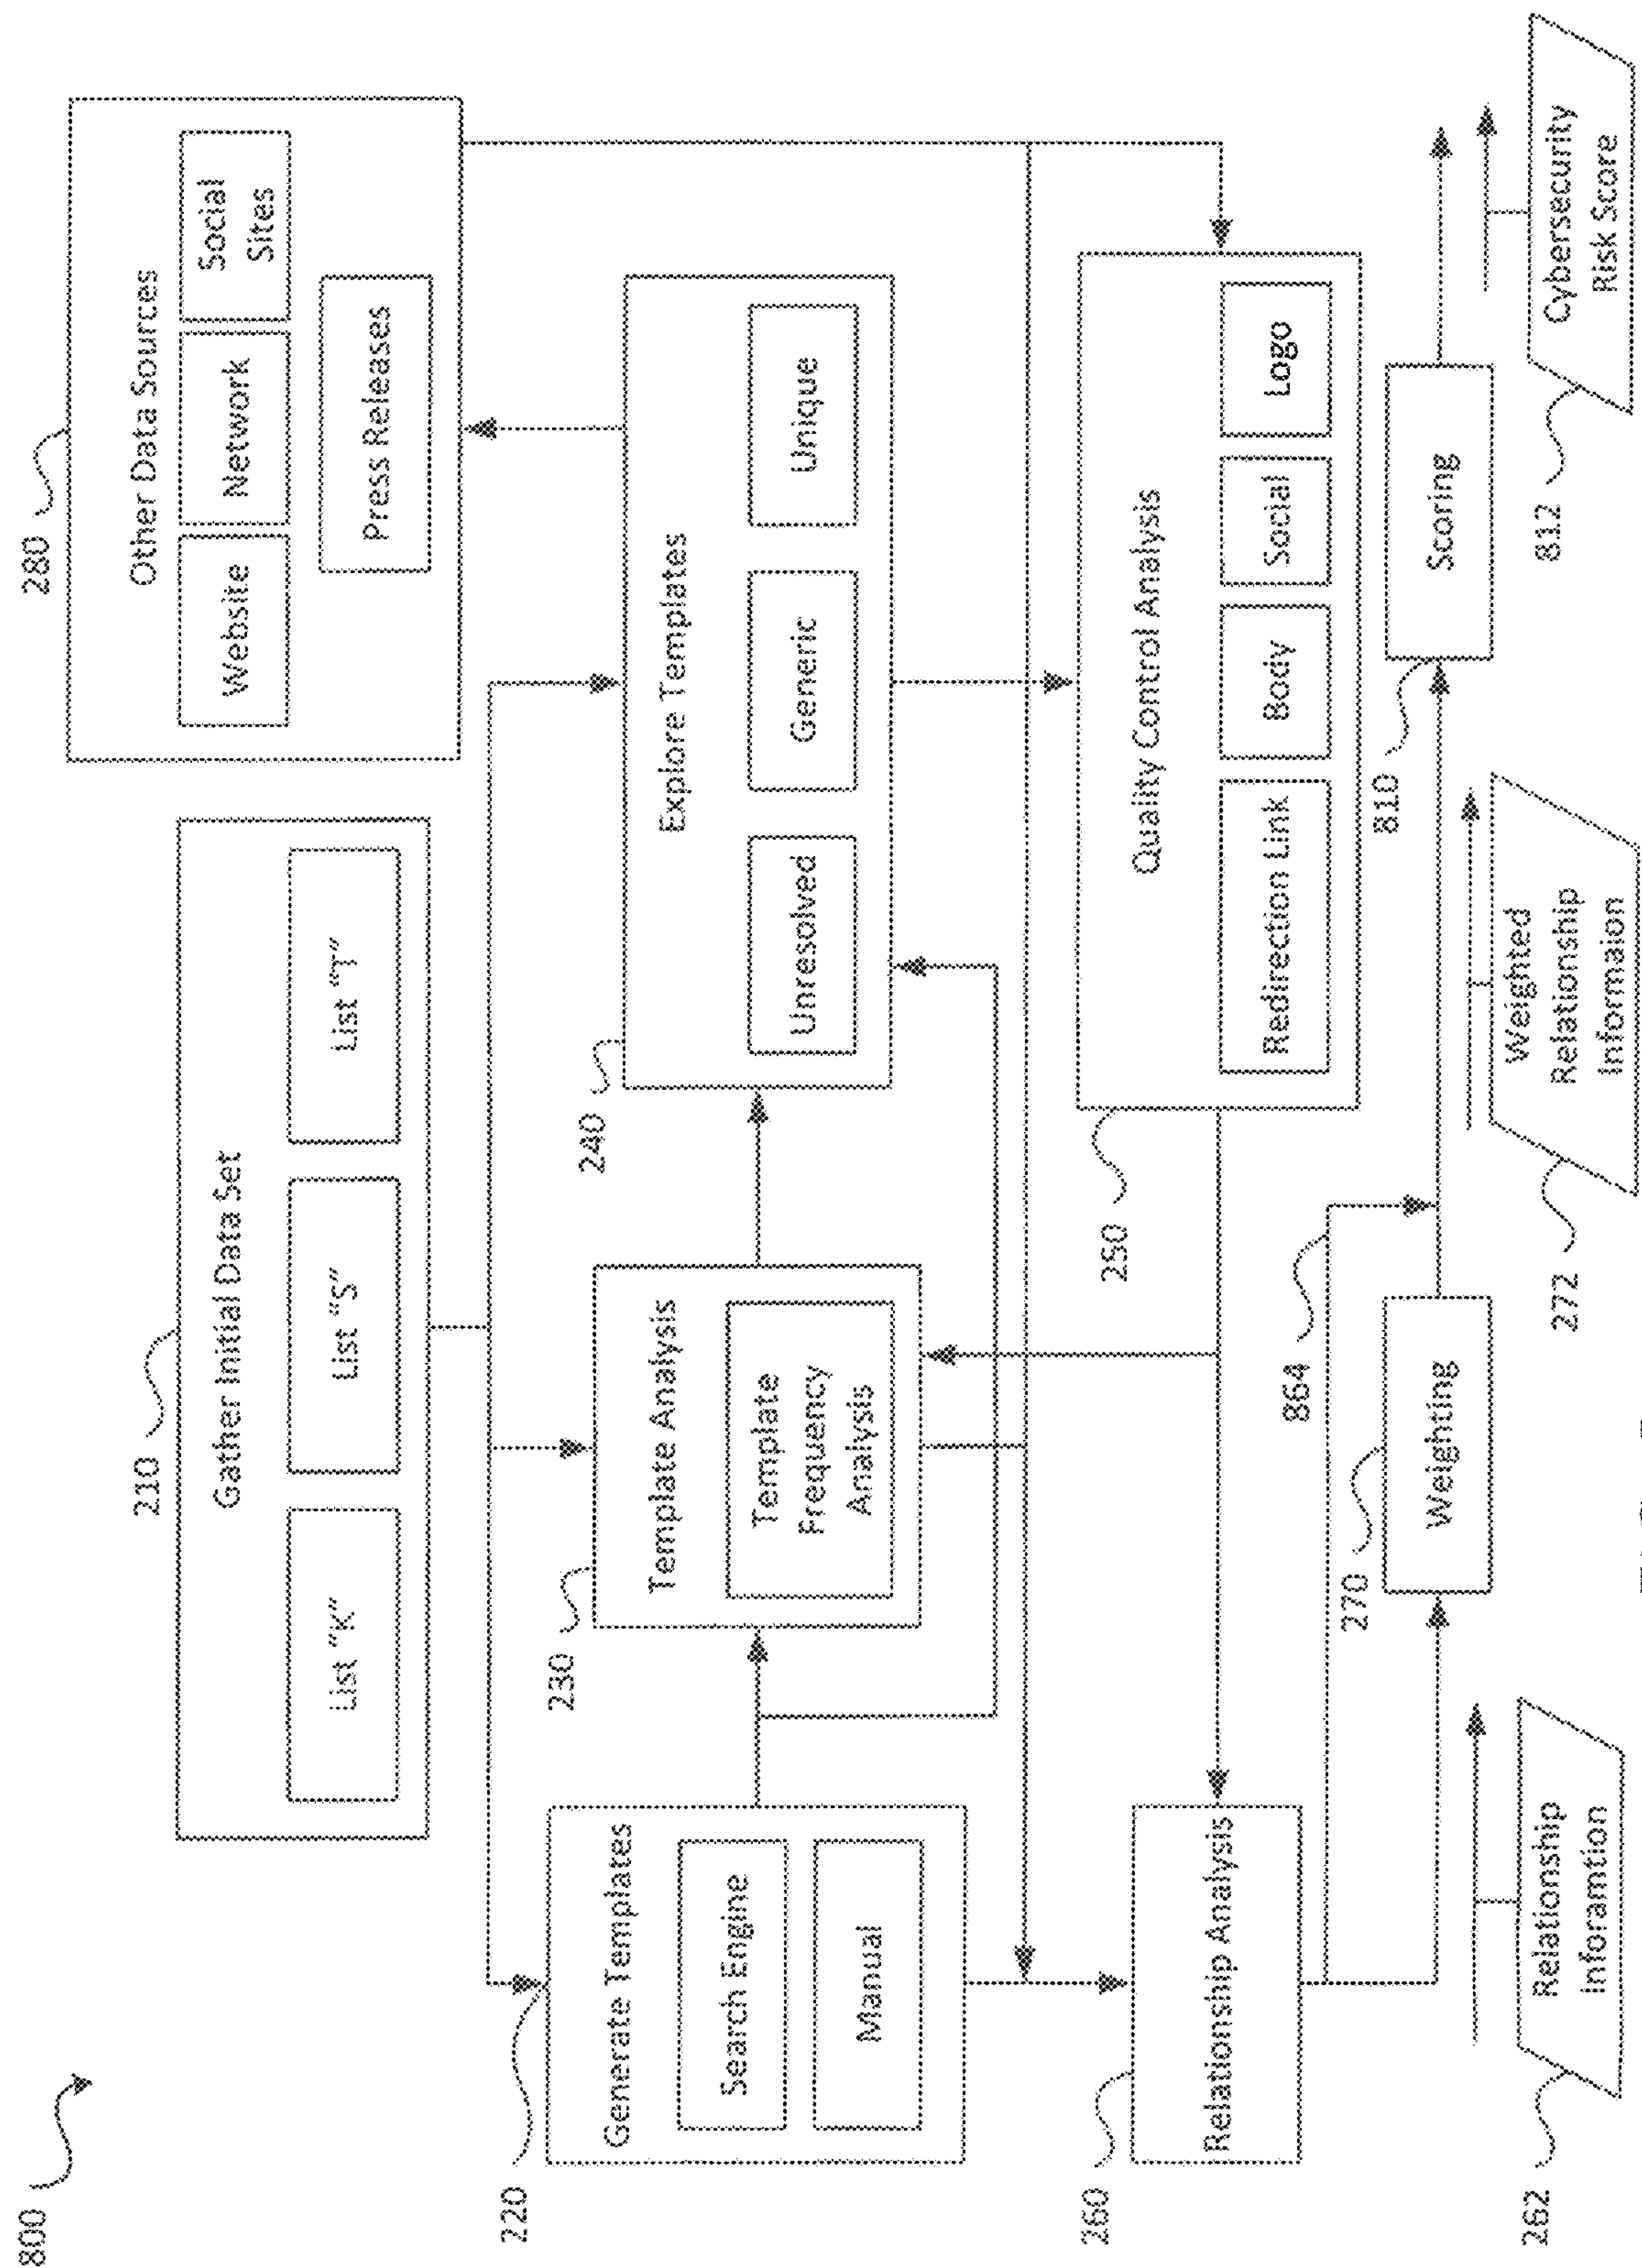 800
210
Gather Initial Data Set
List "K"
List "S"
List "T"
280
Other Data Sources
Website
Network
Social
Sites
Press Releases
220
Generate Templates
Search Engine
Manual
230
Template Analysis
Template
Frequency
Analysis
240
Explore Templates
Unresolved
Generic
Unique
260
Relationship Analysis
250
Quality Control Analysis
Redirection Link
Body
Social
Logo
864
270
Weighting
810
Scoring
262
Relationship
Inforamtion
272
Weighted
Relationship
Informaion
812
Cybersecurity
Risk Score